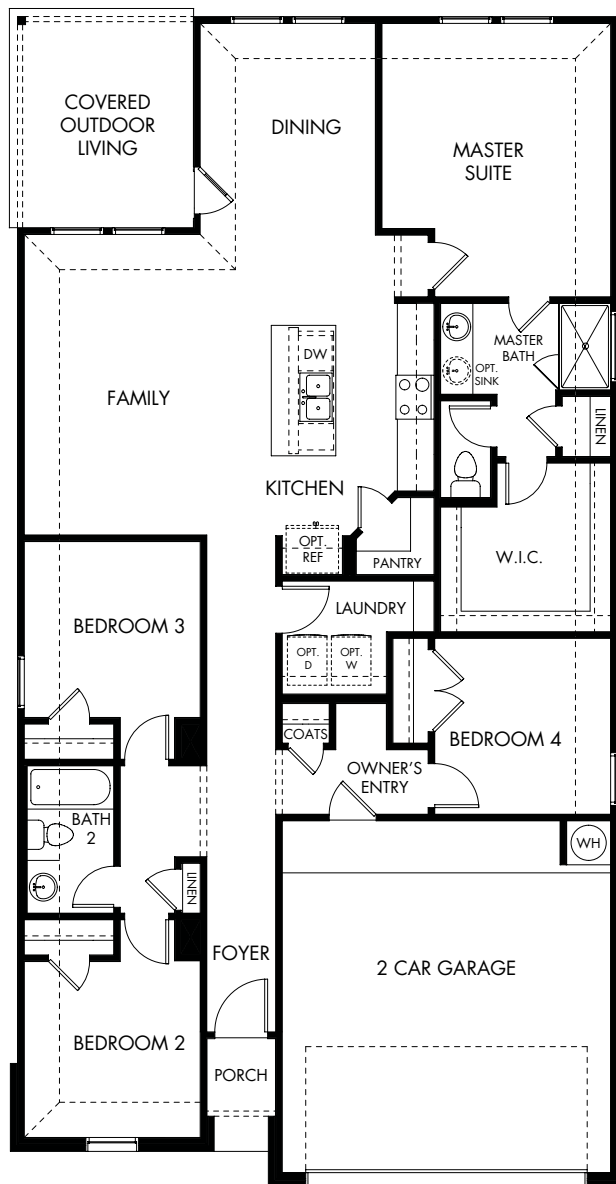 COVERED
OUTDOOR
LIVING
DINING
MASTER
SUITE
DW
MASTER
BATH
OPT.
SINK
FAMILY
LINEN
KITCHEN
OPT.
REF
PANTRY
W.I.C.
LAUNDRY
BEDROOM 3
OPT.
D
OPT.
W
COATS
BEDROOM 4
OWNER'S
ENTRY
BATH
2
WH
LINEN
FOYER
2 CAR GARAGE
BEDROOM 2
PORCH